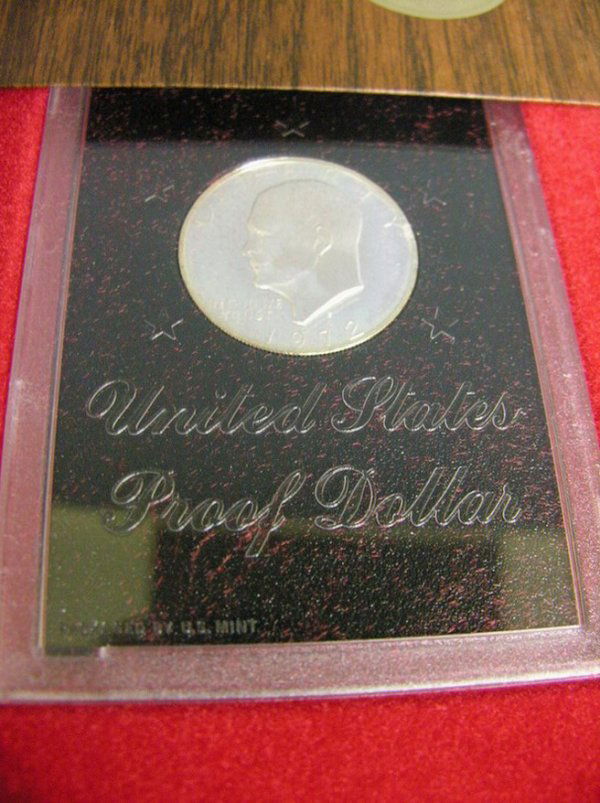 1972
United States
Proof Dollar
BY U.S. MINT